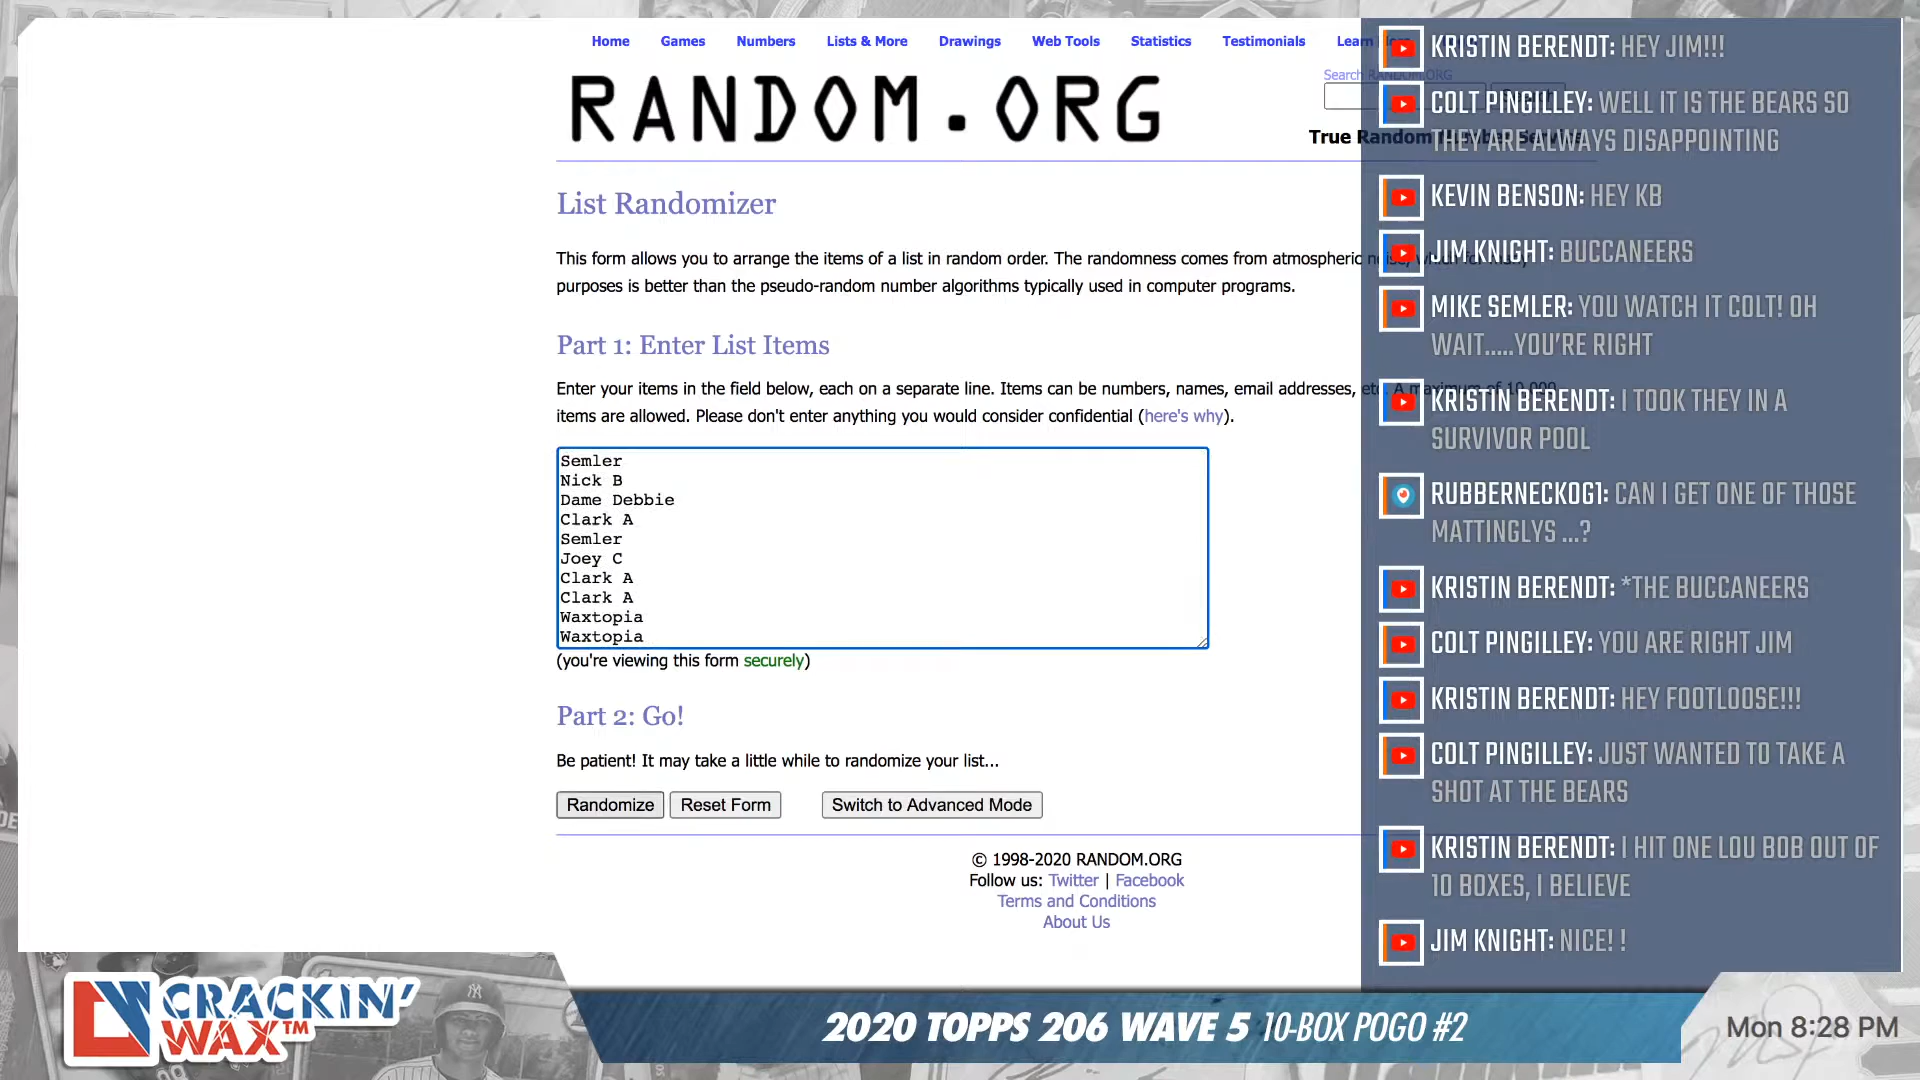 Home Games Numbers Lists & More Drawings Web Tools Statistics Testimonials Learn
RANDOM.ORG
Search RANDOM.ORG
True Random
List Randomizer
This form allows you to arrange the items of a list in random order. The randomness comes from atmospheric
purposes is better than the pseudo-random number algorithms typically used in computer programs.
Part 1: Enter List Items
Enter your items in the field below, each on a separate line. Items can be numbers, names, email addresses, etc. A maximum of 10,000
items are allowed. Please don't enter anything you would consider confidential (here's why).
Semler
Nick B
Dame Debbie
Clark A
Semler
Joey C
Clark A
Clark A
Waxtopia
Waxtopia
(you're viewing this form securely)
Part 2: Go!
Be patient! It may take a little while to randomize your list...
Randomize Reset Form Switch to Advanced Mode
© 1998-2020 RANDOM.ORG
Follow us: Twitter | Facebook
Terms and Conditions
About Us
KRISTIN BERENDT: HEY JIM!!!
COLT PINGILLEY: WELL IT IS THE BEARS SO
THEY ARE ALWAYS DISAPPOINTING
KEVIN BENSON: HEY KB
JIM KNIGHT: BUCCANEERS
MIKE SEMLER: YOU WATCH IT COLT! OH
WAIT.....YOU'RE RIGHT
KRISTIN BERENDT: I TOOK THEY IN A
SURVIVOR POOL
RUBBERNECKOG1: CAN I GET ONE OF THOSE
MATTINGLYS ...?
KRISTIN BERENDT: *THE BUCCANEERS
COLT PINGILLEY: YOU ARE RIGHT JIM
KRISTIN BERENDT: HEY FOOTLOOSE!!!
COLT PINGILLEY: JUST WANTED TO TAKE A
SHOT AT THE BEARS
KRISTIN BERENDT: I HIT ONE LOU BOB OUT OF
10 BOXES, I BELIEVE
JIM KNIGHT: NICE! !
CRACKIN'
WAX™
2020 TOPPS 206 WAVE 5 10-BOX POGO #2
Mon 8:28 PM